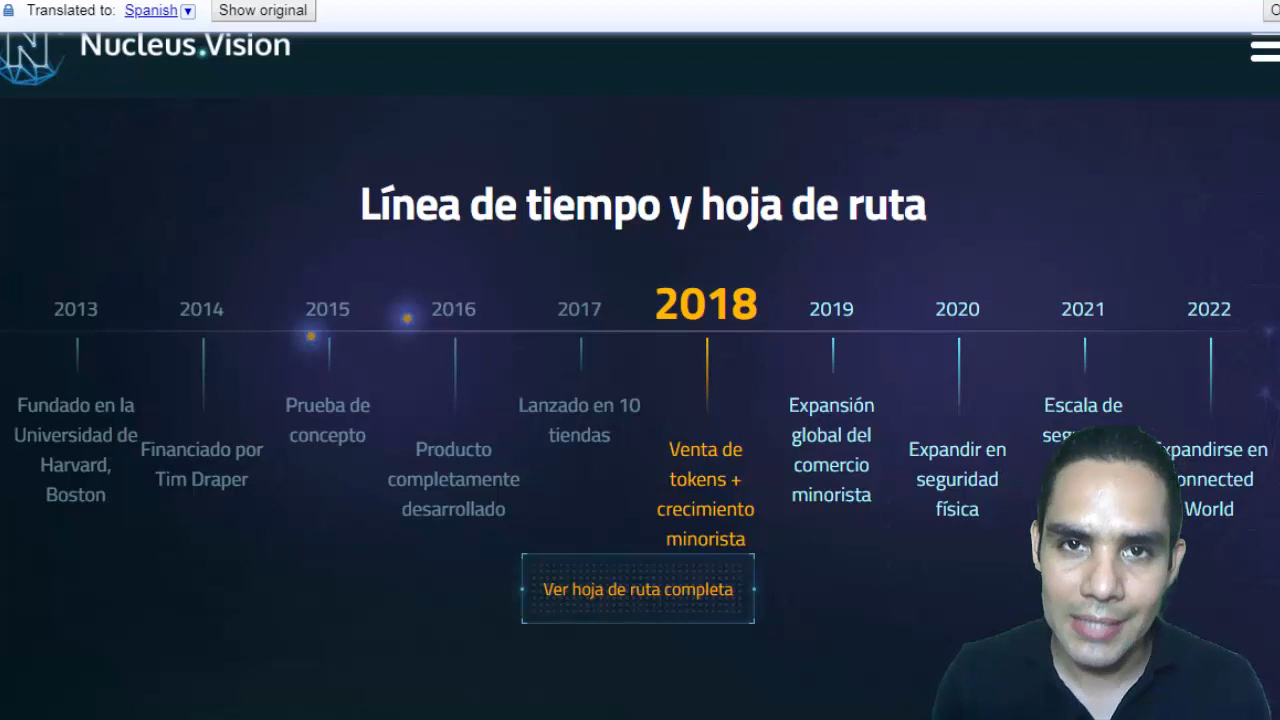 Translated to: Spanish Show original
Nucleus.Vision
Línea de tiempo y hoja de ruta
2013 2014 2015 2016 2017 2018 2019 2020 2021 2022
Fundado en la
Universidad de
Harvard,
Boston
Financiado por
Tim Draper
Prueba de
concepto
Producto
completamente
desarrollado
Lanzado en 10
tiendas
Venta de
tokens +
crecimiento
minorista
Expansión
global del
comercio
minorista
Expandir en
seguridad
física
Escala de
World
Ver hoja de ruta completa